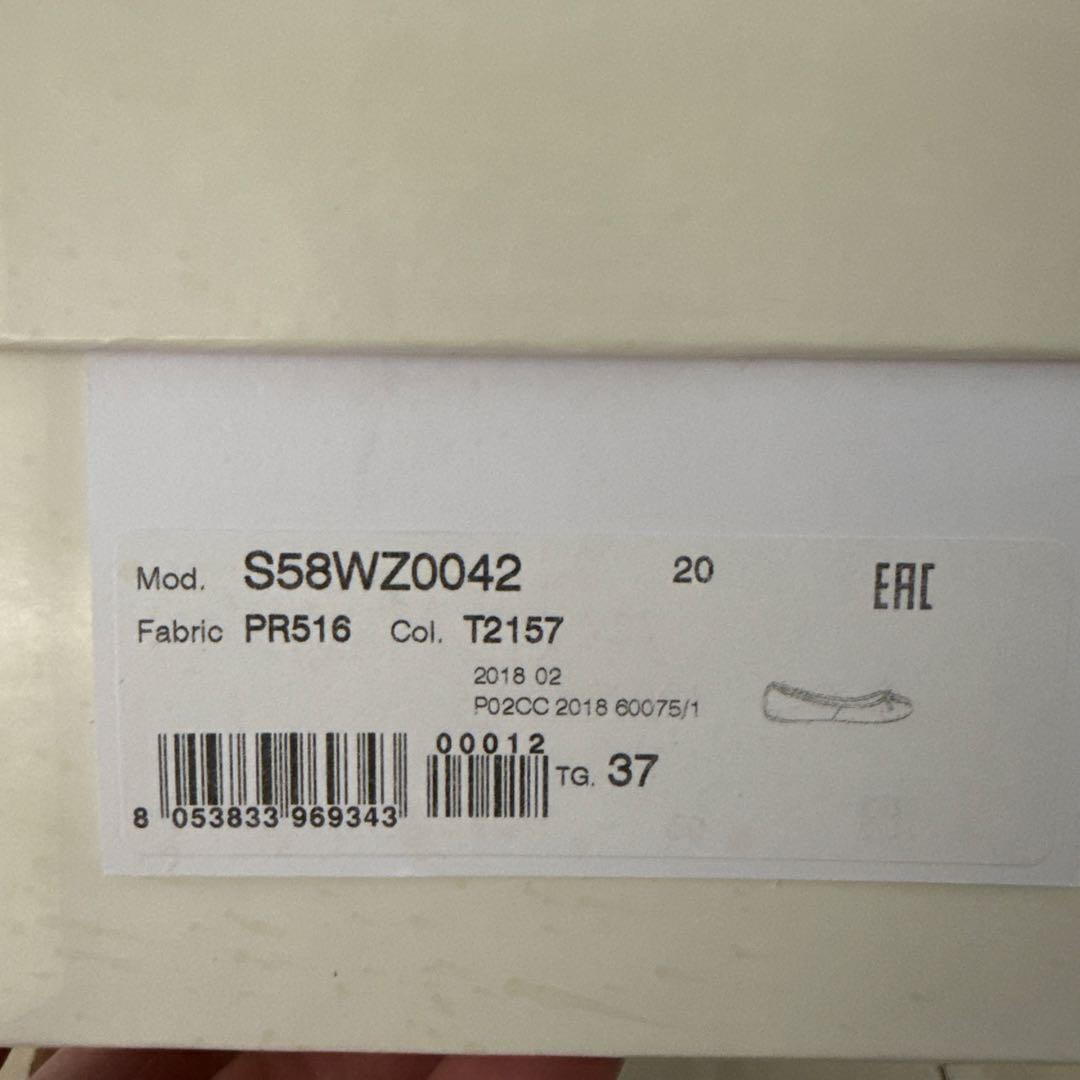 Mod. S58WZ0042 20 EAC
Fabric PR516 Col. T2157
2018 02
P02CC 2018 60075/1
00012
TG. 37
8 053833 969343